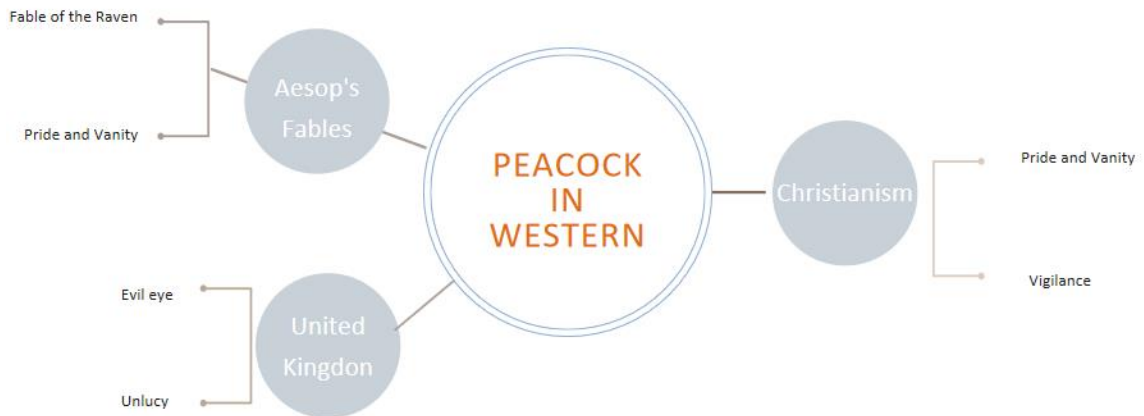 Fable of the Raven
Aesop's
Fables
Pride and Vanity
PEACOCK
IN
WESTERN
Christianism
Pride and Vanity
Vigilance
Evil eye
United
Kingdon
Unlucy